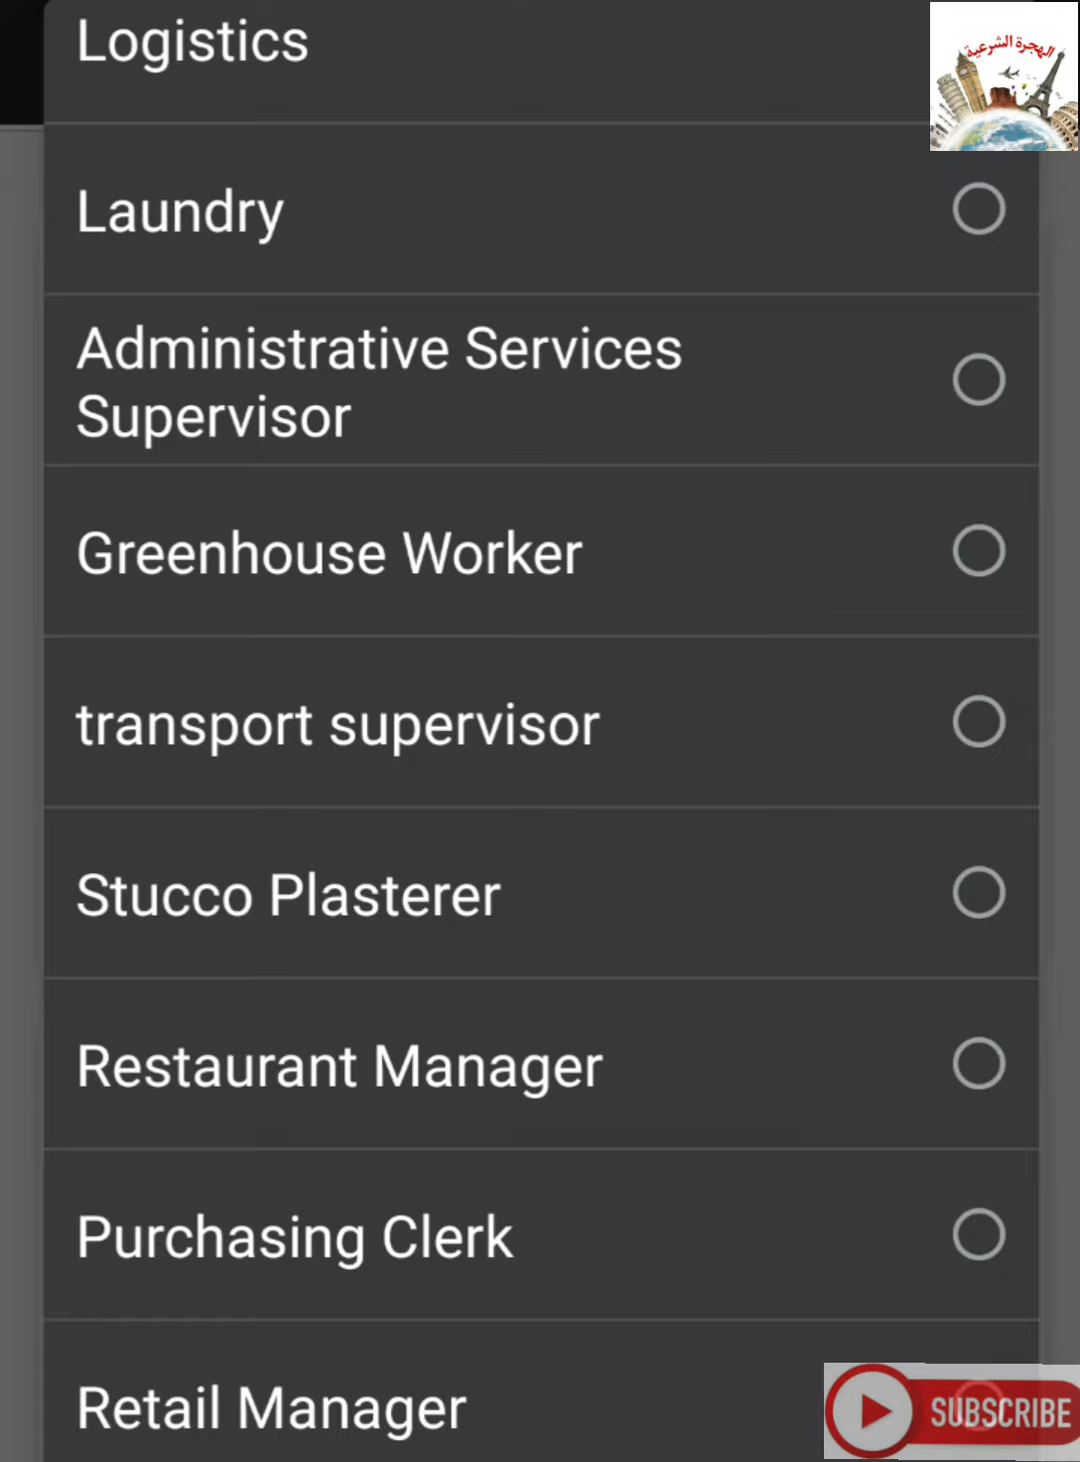 Logistics
الهجرة الشرعية
Laundry
Administrative Services
Supervisor
Greenhouse Worker
transport supervisor
Stucco Plasterer
Restaurant Manager
Purchasing Clerk
Retail Manager
SUBSCRIBE